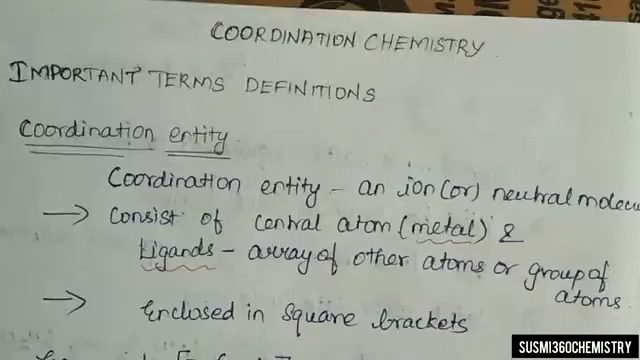 COORDINATION CHEMISTRY
IMPORTANT TERMS DEFINITIONS
Coordination entity
Coordination entity - an ion (or) neutral molecu
→ Consist of central atom (metal) &
Ligands - array of other atoms or group of
atoms.
→ Enclosed in square brackets
SUSMI360CHEMISTRY